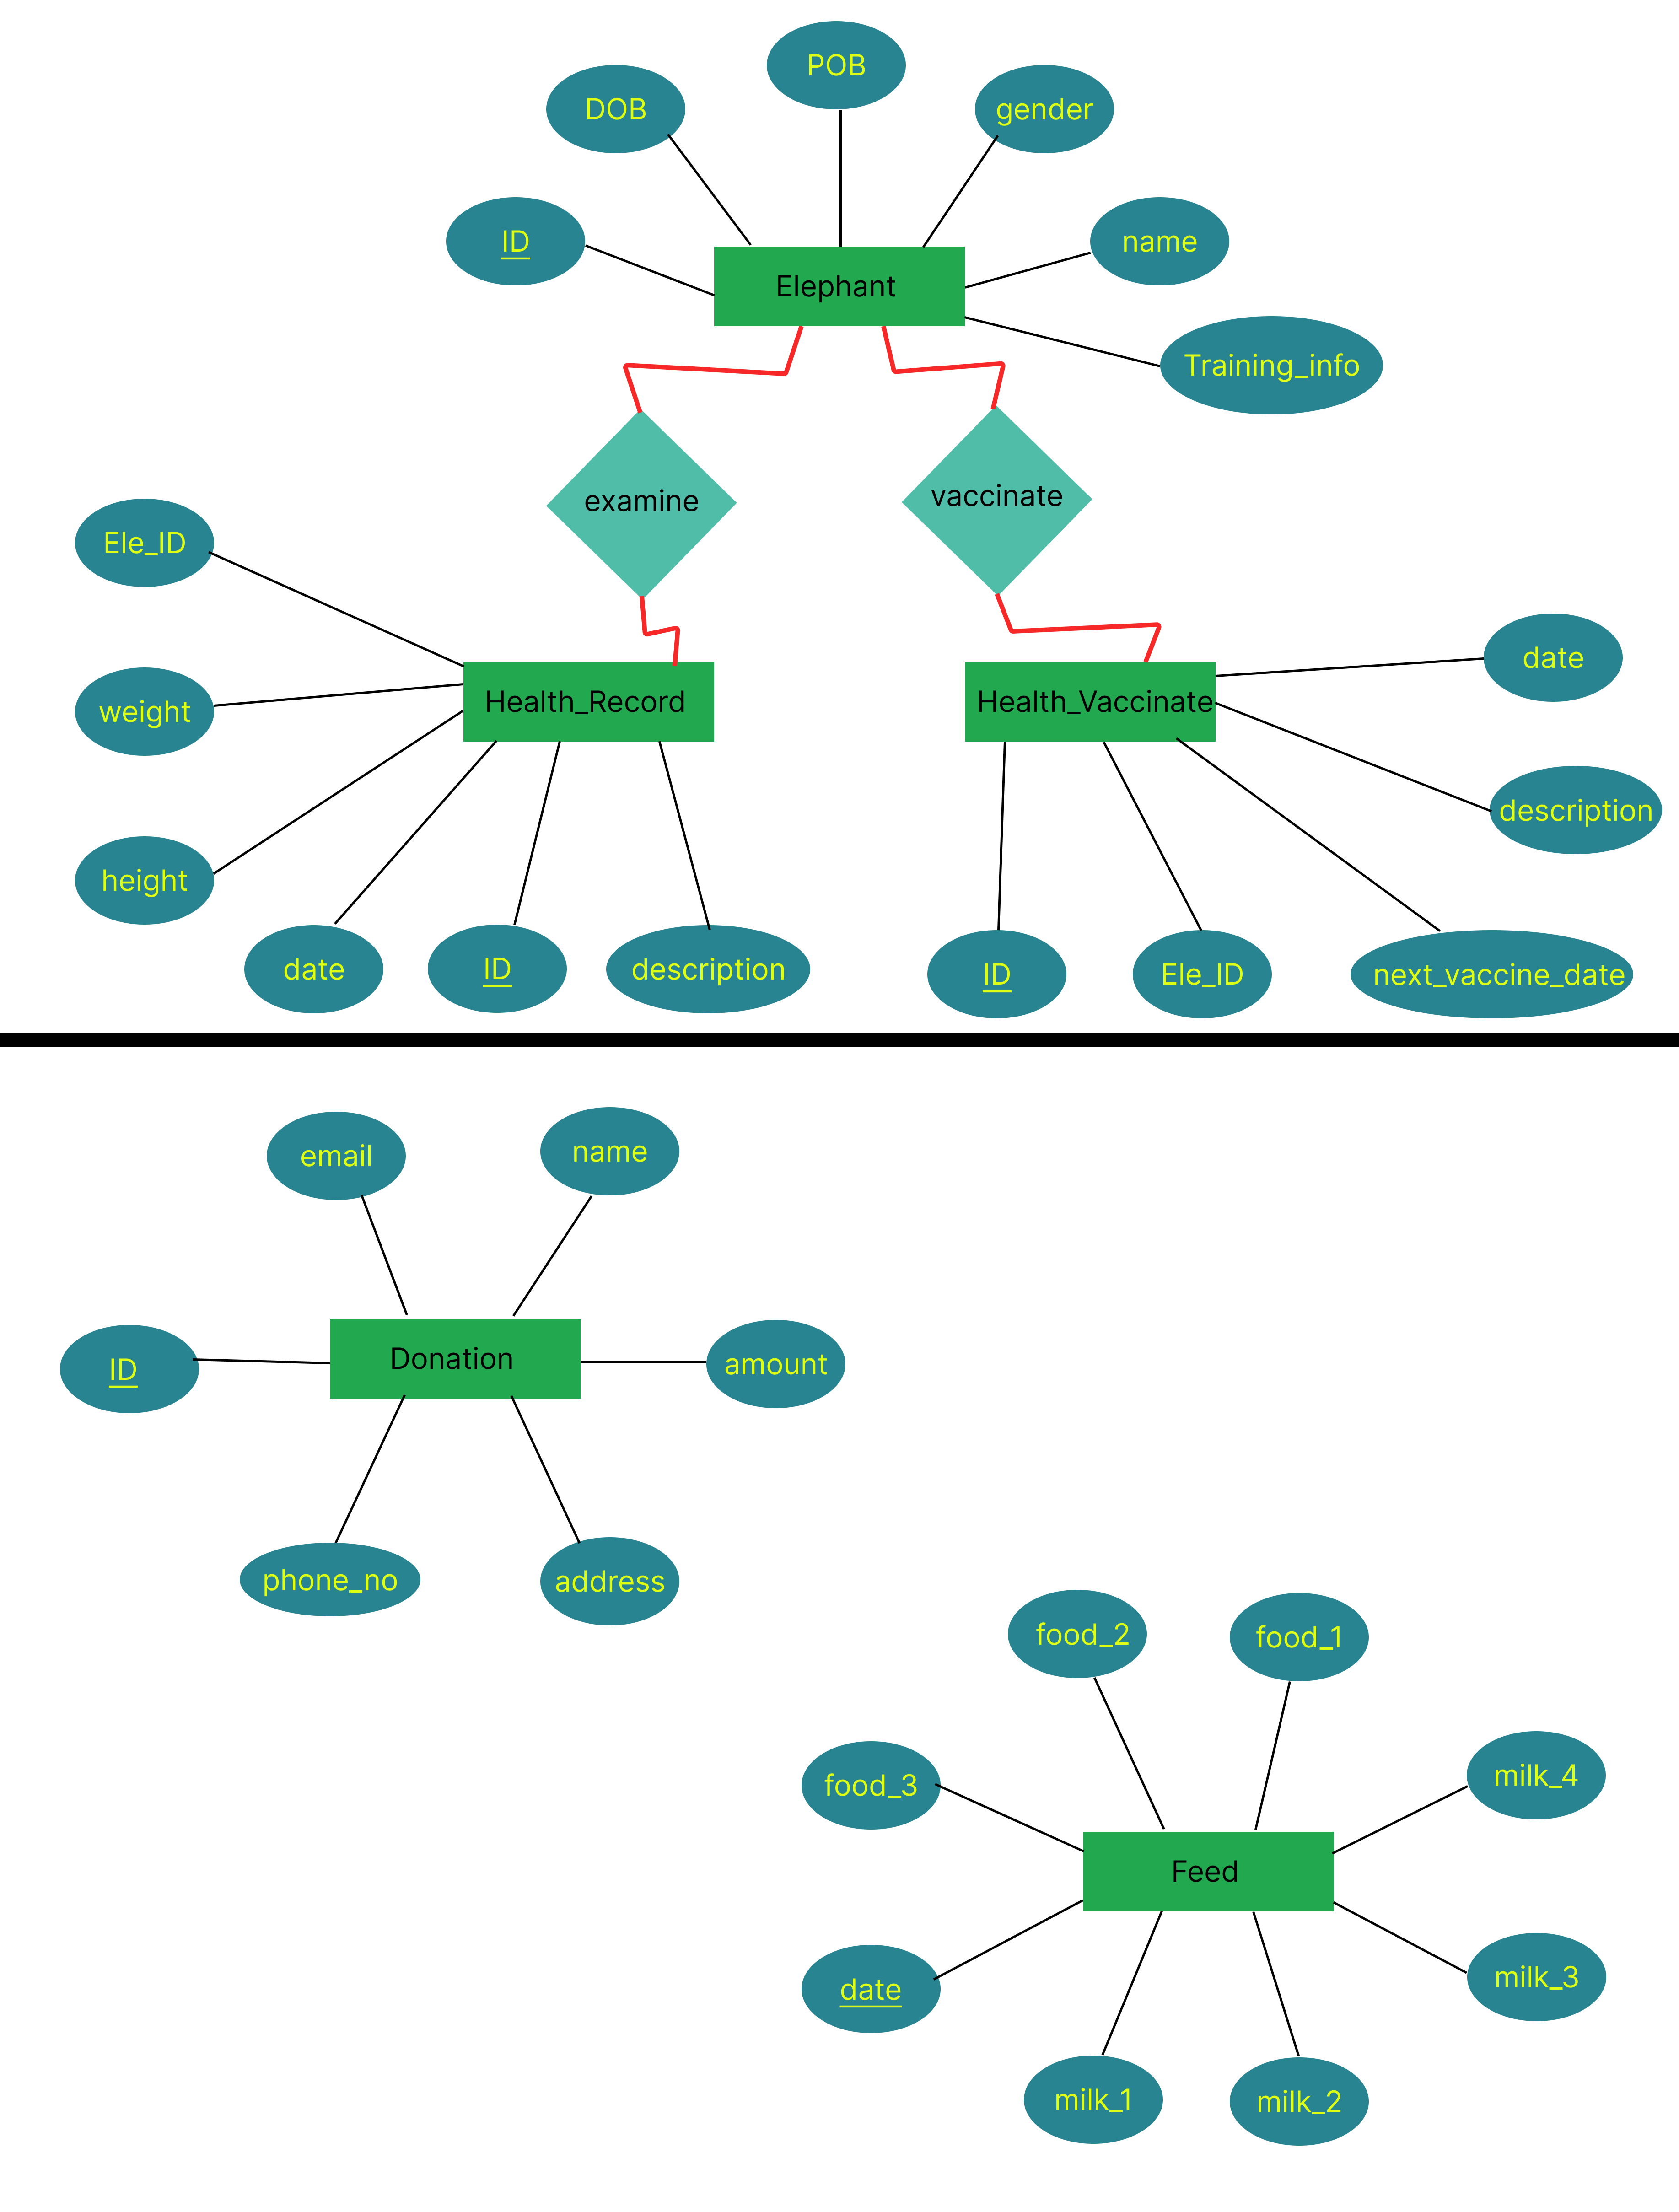 POB
DOB
gender
ID
name
Elephant
Training_info
examine
vaccinate
Ele_ID
date
weight
Health_Record
Health_Vaccinate
description
height
date
ID
description
ID
Ele_ID
next_vaccine_date
email
name
ID
Donation
amount
phone_no
address
food_2
food_1
food_3
milk_4
Feed
date
milk_3
milk_1
milk_2